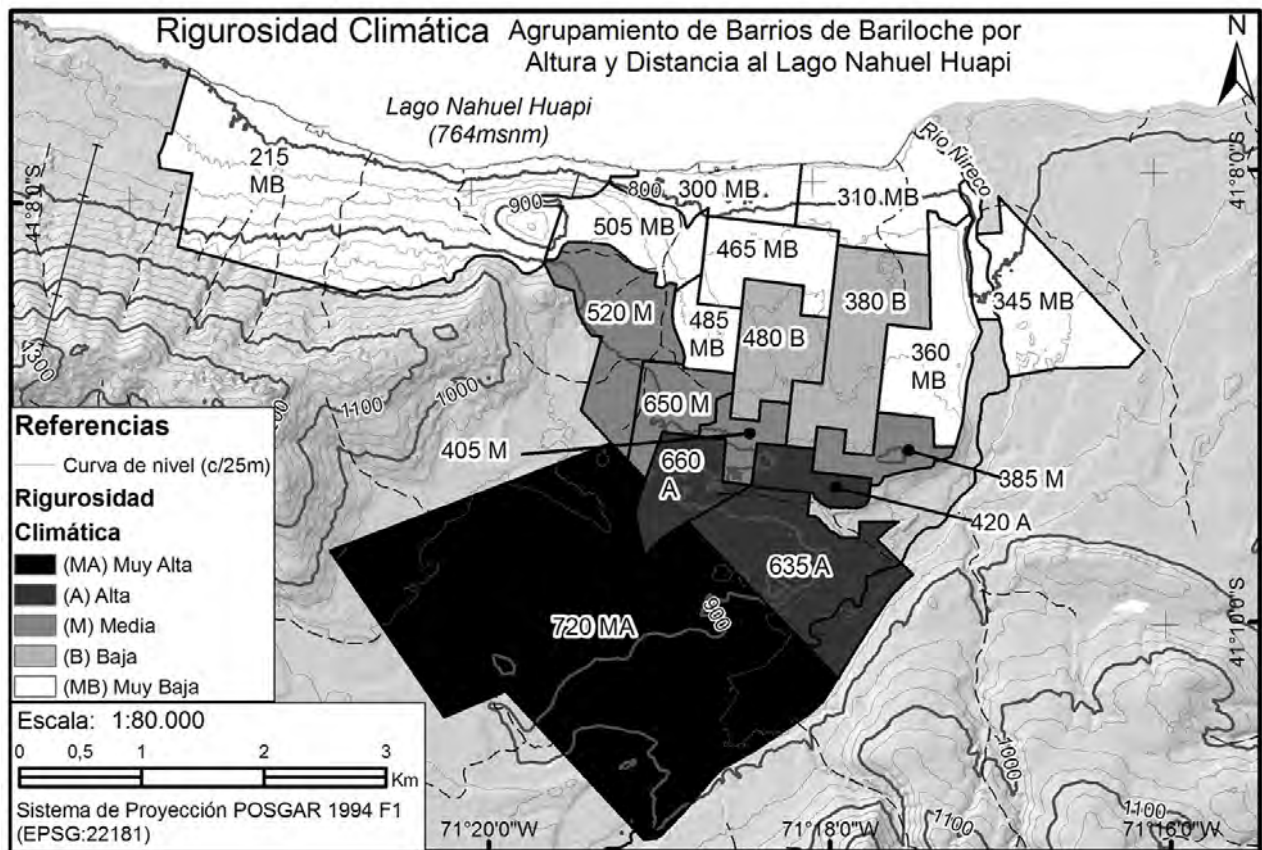 Rigurosidad Climática
Agrupamiento de Barrios de Bariloche por
Altura y Distancia al Lago Nahuel Huapi
N
Lago Nahuel Huapi
(764msnm)
Río Ñireco
41°8'0"S
41°8'0"S
215
MB
900
800
300 MB
310 MB
505 MB
465 MB
380 B
345 MB
520 M
485
MB
480 B
360
MB
1300
1100
1000
650 M
405 M
660
A
385 M
420 A
635 A
720 MA
900
41°10'0"S
1000
1100
1100
Referencias
Curva de nivel (c/25m)
Rigurosidad
Climática
(MA) Muy Alta
(A) Alta
(M) Media
(B) Baja
(MB) Muy Baja
Escala: 1:80.000
0 0,5 1 2 3
Km
Sistema de Proyección POSGAR 1994 F1
(EPSG:22181)
71°20'0"W
71°18'0"W
71°16'0"W